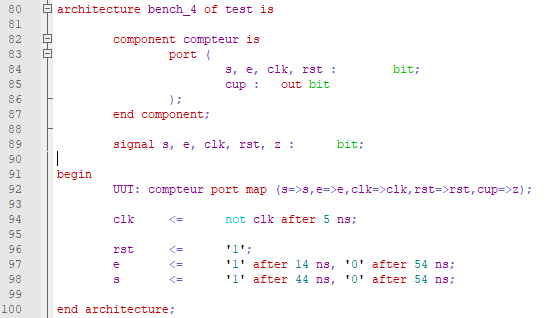 80 architecture bench_4 of test is
81
82 component compteur is
83 port (
84 s, e, clk, rst : bit;
85 cup : out bit
86 );
87 end component;
88
89 signal s, e, clk, rst, z : bit;
90
91 begin
92 UUT: compteur port map (s=>s,e=>e,clk=>clk,rst=>rst,cup=>z);
93
94 clk <= not clk after 5 ns;
95
96 rst <= '1';
97 e <= '1' after 14 ns, '0' after 54 ns;
98 s <= '1' after 44 ns, '0' after 54 ns;
99
100 end architecture;